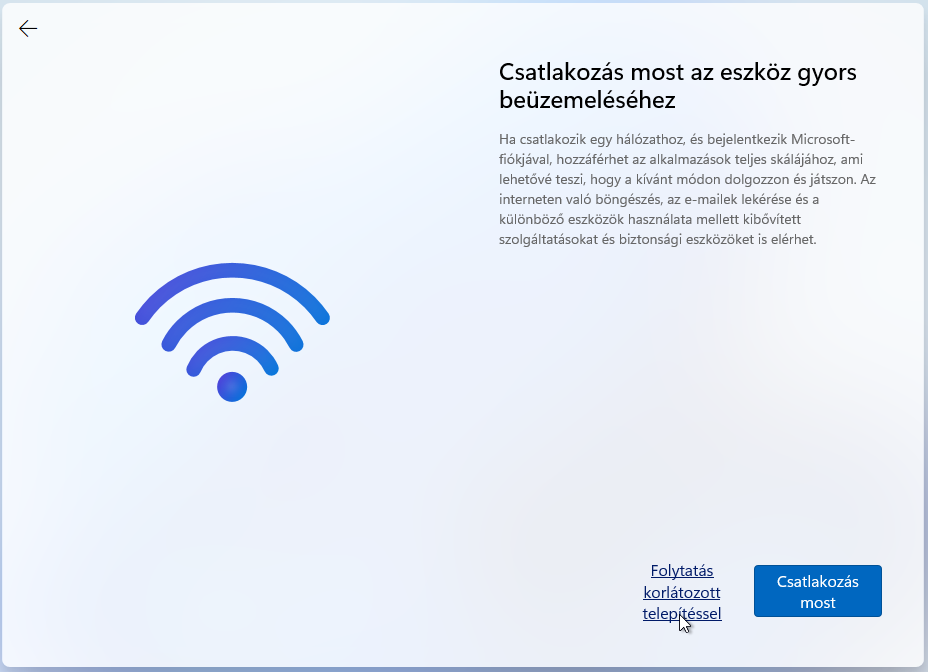 Csatlakozás most az eszköz gyors
beüzemeléséhez
Ha csatlakozik egy hálózathoz, és bejelentkezik Microsoft-
fiókjával, hozzáférhet az alkalmazások teljes skálájához, ami
lehetővé teszi, hogy a kívánt módon dolgozzon és játszon. Az
interneten való böngészés, az e-mailek lekérése és a
különböző eszközök használata mellett kibővített
szolgáltatásokat és biztonsági eszközöket is elérhet.
Folytatás
korlátozott
telepítéssel
Csatlakozás
most